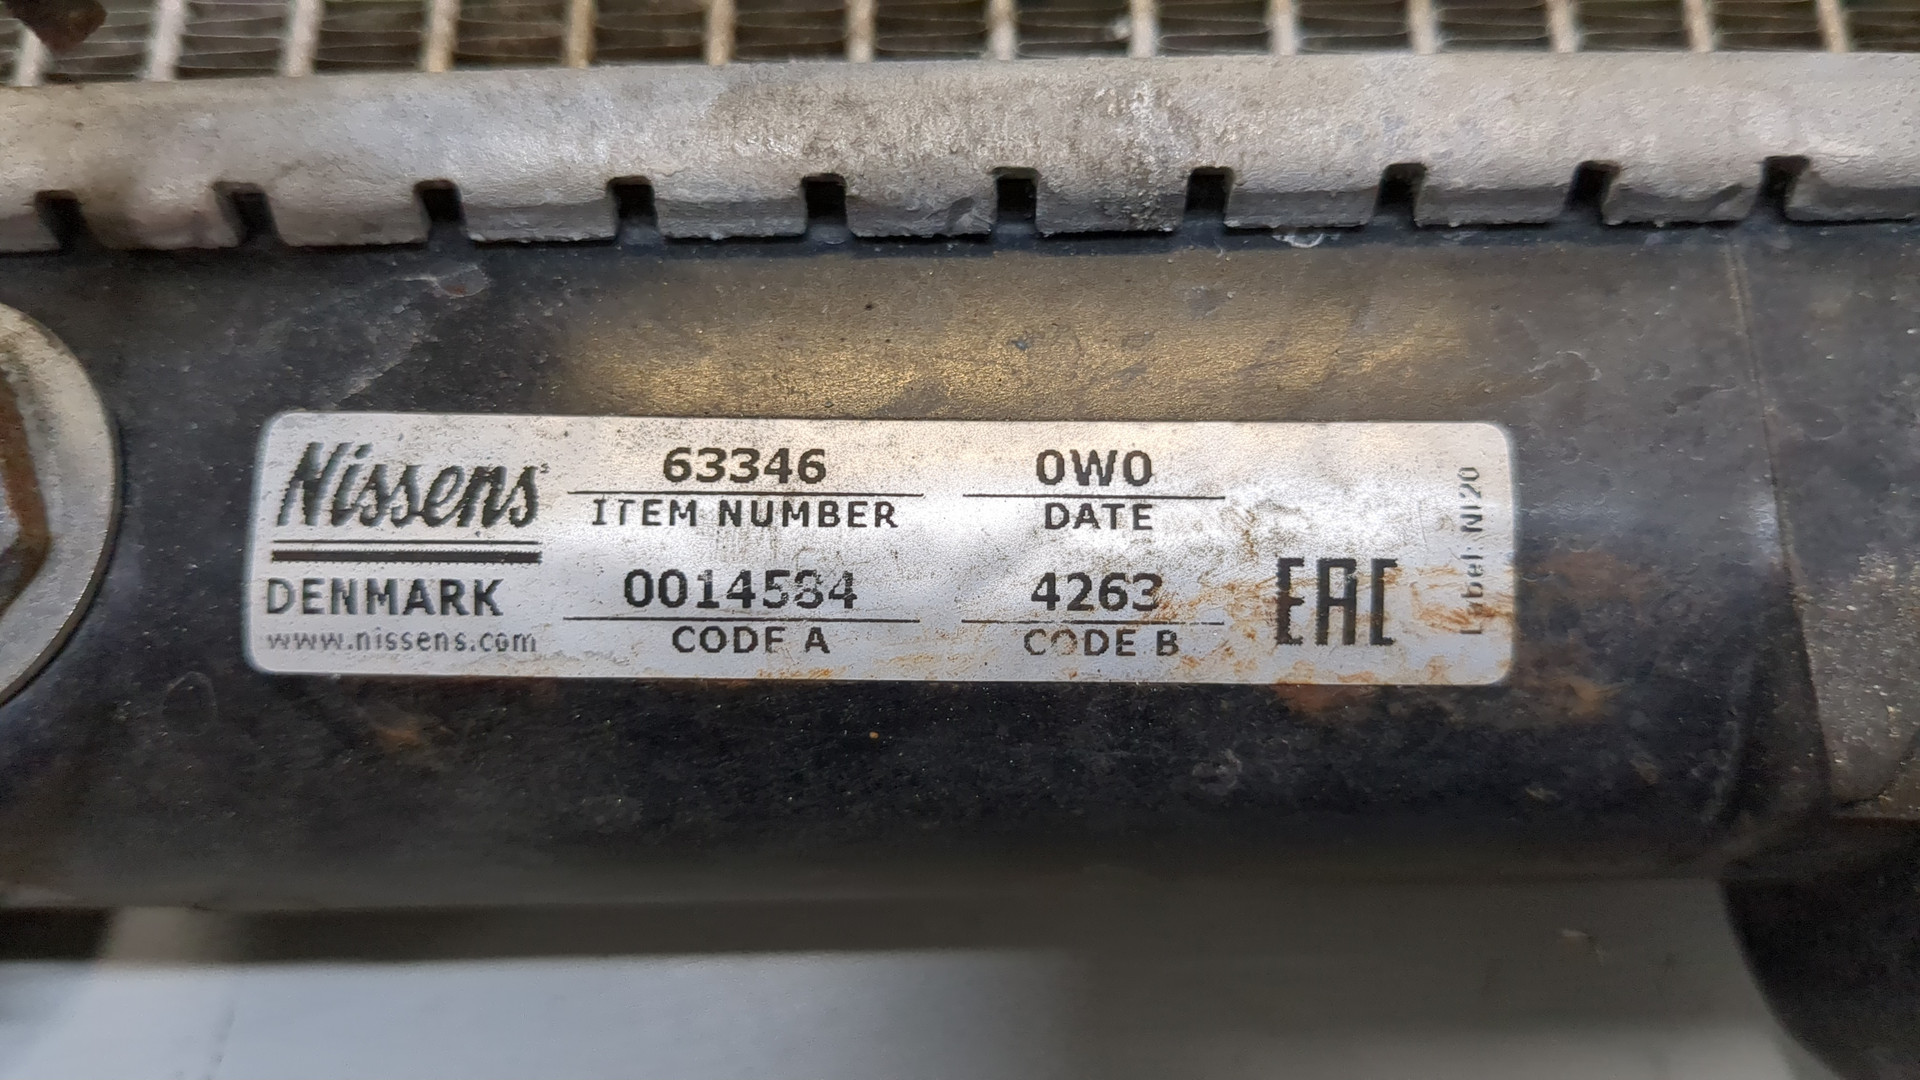 Nissens
DENMARK
www.nissens.com
63346
ITEM NUMBER
0014584
CODE A
0W0
DATE
4263
CODE B
EAC
Label NI20